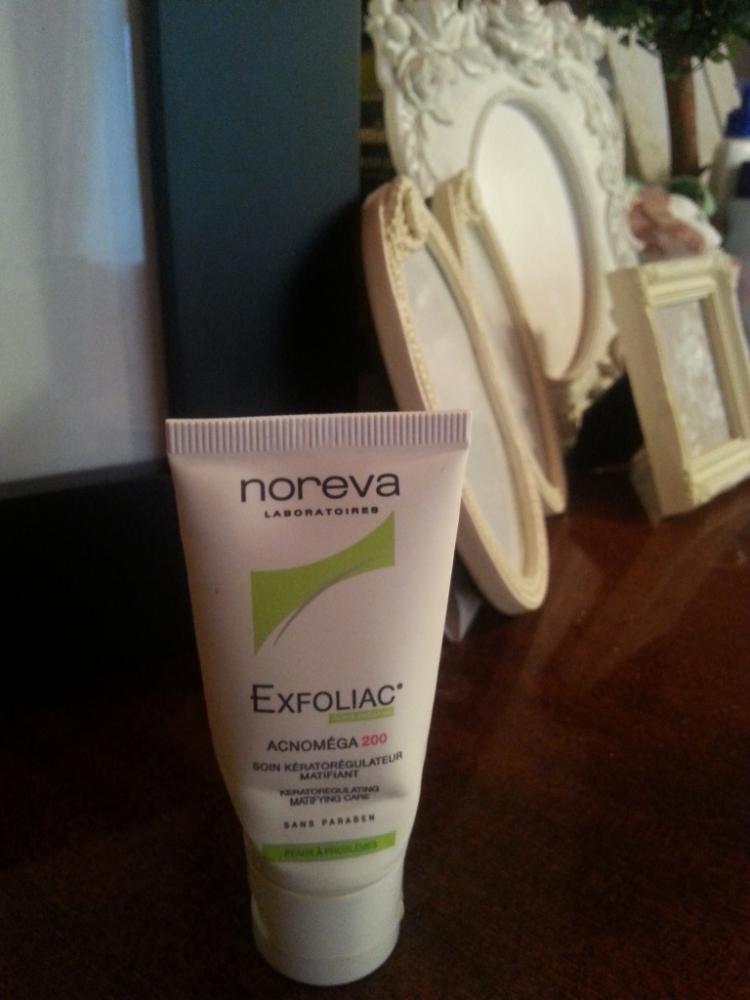 noreva
LABORATOIRES
EXFOLIAC®
ACNOMÉGA 200
SOIN KÉRATORÉGULATEUR
MATIFIANT
KERATOREGULATING
MATIFYING CARE
SANS PARABEN
PEAUX À PROBLÈMES